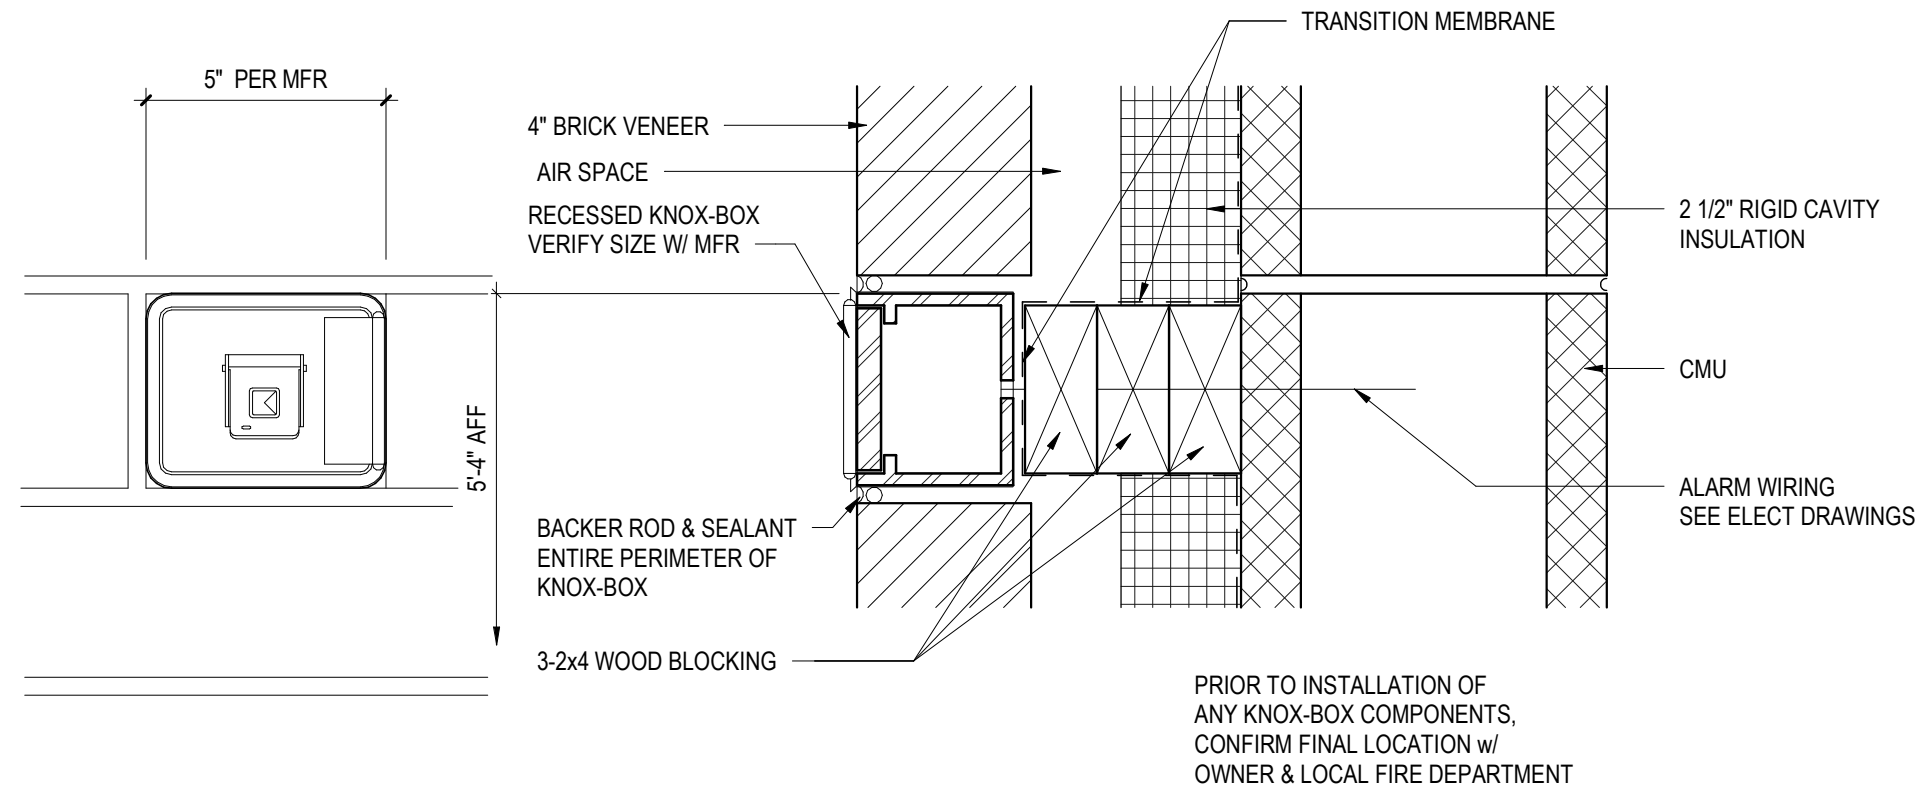 TRANSITION MEMBRANE
5" PER MFR
4" BRICK VENEER
AIR SPACE
RECESSED KNOX-BOX
VERIFY SIZE W/ MFR
2 1/2" RIGID CAVITY
INSULATION
CMU
5'-4" AFF
ALARM WIRING
SEE ELECT DRAWINGS
BACKER ROD & SEALANT
ENTIRE PERIMETER OF
KNOX-BOX
3-2x4 WOOD BLOCKING
PRIOR TO INSTALLATION OF
ANY KNOX-BOX COMPONENTS,
CONFIRM FINAL LOCATION w/
OWNER & LOCAL FIRE DEPARTMENT